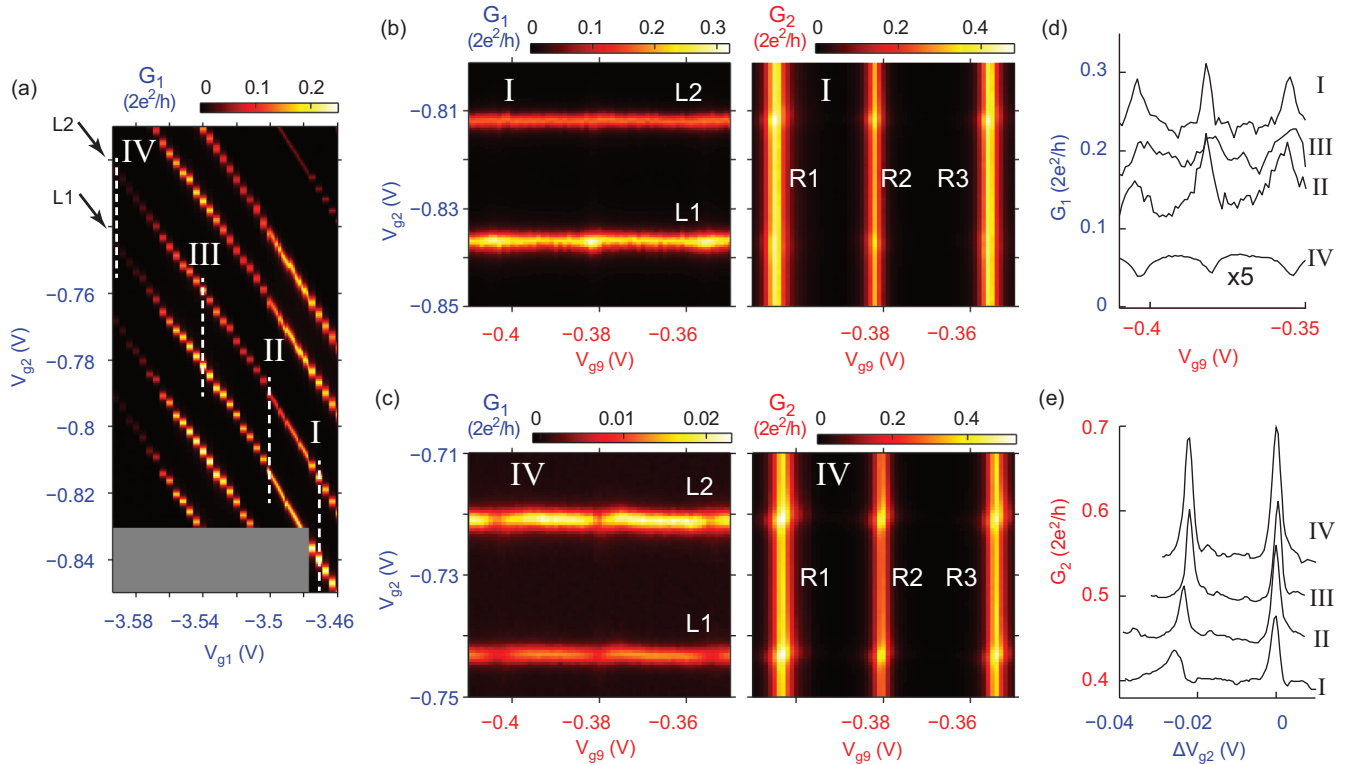 (a)
G1 0 0.1 0.2
(2e²/h)
L2
L1
IV
III
II
I
−0.76
−0.78
−0.8
−0.82
−0.84
Vg2 (V)
−3.58 −3.54 −3.5 −3.46
Vg1 (V)
(b)
G1 0 0.1 0.2 0.3
(2e²/h)
I
L2
L1
−0.81
−0.83
−0.85
Vg2 (V)
−0.4 −0.38 −0.36
Vg9 (V)
G2 0 0.2 0.4
(2e²/h)
I
R1 R2 R3
−0.38 −0.36
Vg9 (V)
(c)
G1 0 0.01 0.02
(2e²/h)
IV
L2
L1
−0.71
−0.73
−0.75
Vg2 (V)
−0.4 −0.38 −0.36
Vg9 (V)
G2 0 0.2 0.4
(2e²/h)
IV
R1 R2 R3
−0.38 −0.36
Vg9 (V)
(d)
0.3
0.2
0.1
0
G1 (2e²/h)
I
III
II
IV
x5
−0.4 −0.35
Vg9 (V)
(e)
0.7
0.6
0.5
0.4
G2 (2e²/h)
IV
III
II
I
−0.04 −0.02 0
ΔVg2 (V)